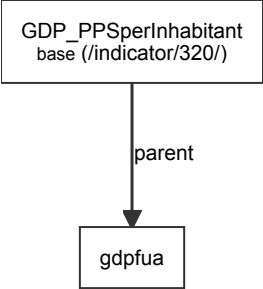 GDP_PPSperInhabitant
base (/indicator/320/)
parent
gdpfua